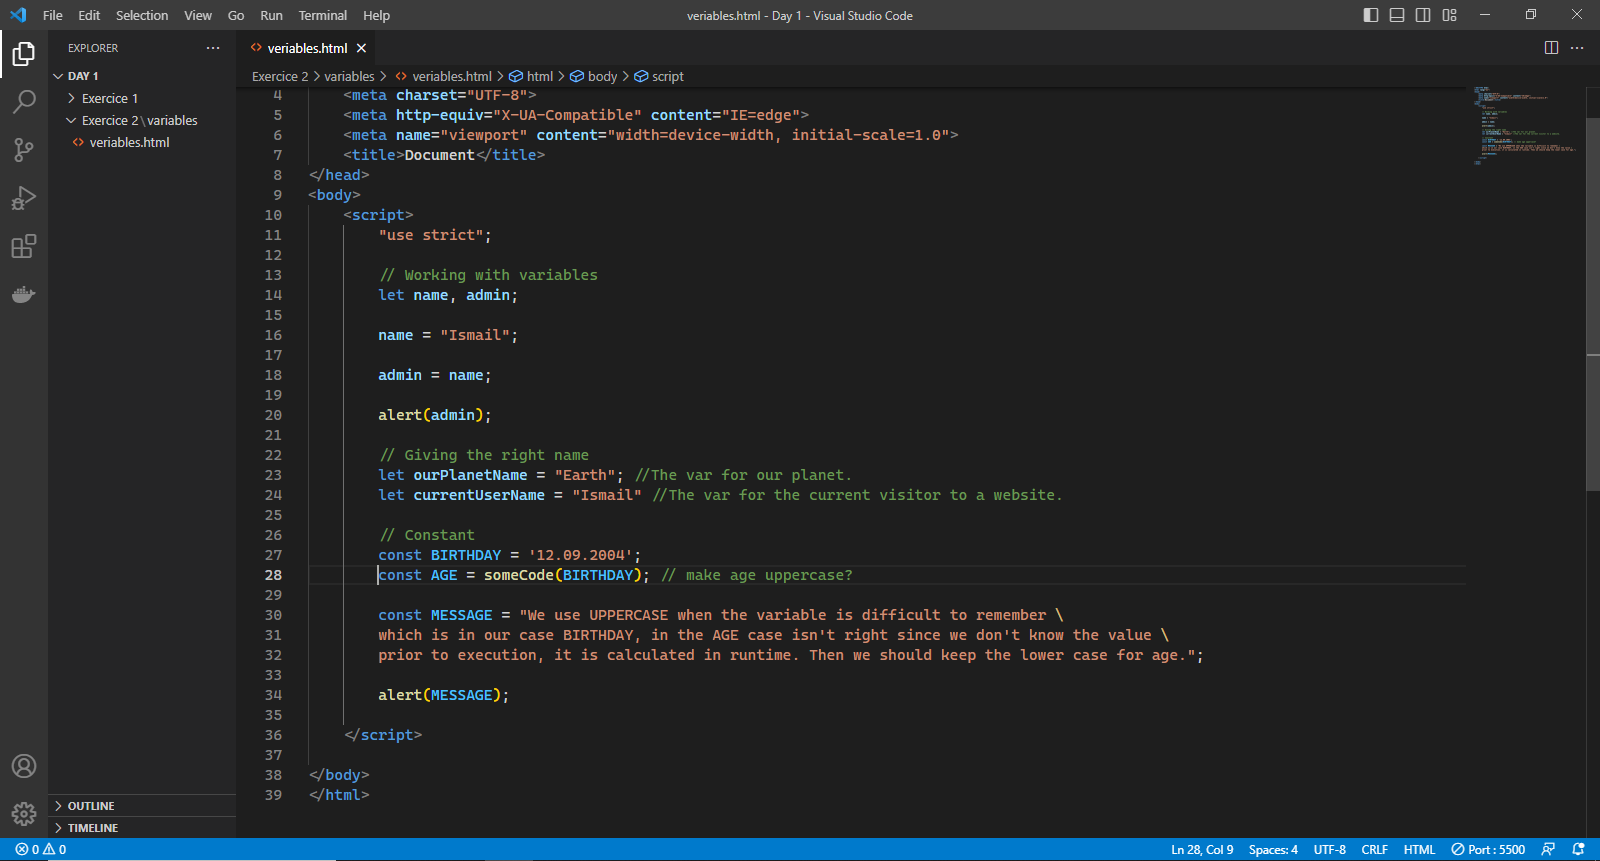 File Edit Selection View Go Run Terminal Help veriables.html - Day 1 - Visual Studio Code
EXPLORER
veriables.html
DAY 1
Exercice 1
Exercice 2\variables
veriables.html
Exercice 2 > variables > veriables.html > html > body > script
4 <meta charset="UTF-8">
5 <meta http-equiv="X-UA-Compatible" content="IE=edge">
6 <meta name="viewport" content="width=device-width, initial-scale=1.0">
7 <title>Document</title>
8 </head>
9 <body>
10 <script>
11 "use strict";
12
13 // Working with variables
14 let name, admin;
15
16 name = "Ismail";
17
18 admin = name;
19
20 alert(admin);
21
22 // Giving the right name
23 let ourPlanetName = "Earth"; //The var for our planet.
24 let currentUserName = "Ismail" //The var for the current visitor to a website.
25
26 // Constant
27 const BIRTHDAY = '12.09.2004';
28 const AGE = someCode(BIRTHDAY); // make age uppercase?
29
30 const MESSAGE = "We use UPPERCASE when the variable is difficult to remember \
31 which is in our case BIRTHDAY, in the AGE case isn't right since we don't know the value \
32 prior to execution, it is calculated in runtime. Then we should keep the lower case for age.";
33
34 alert(MESSAGE);
35
36 </script>
37
38 </body>
39 </html>
OUTLINE
TIMELINE
0 0 Ln 28, Col 9 Spaces: 4 UTF-8 CRLF HTML Port : 5500